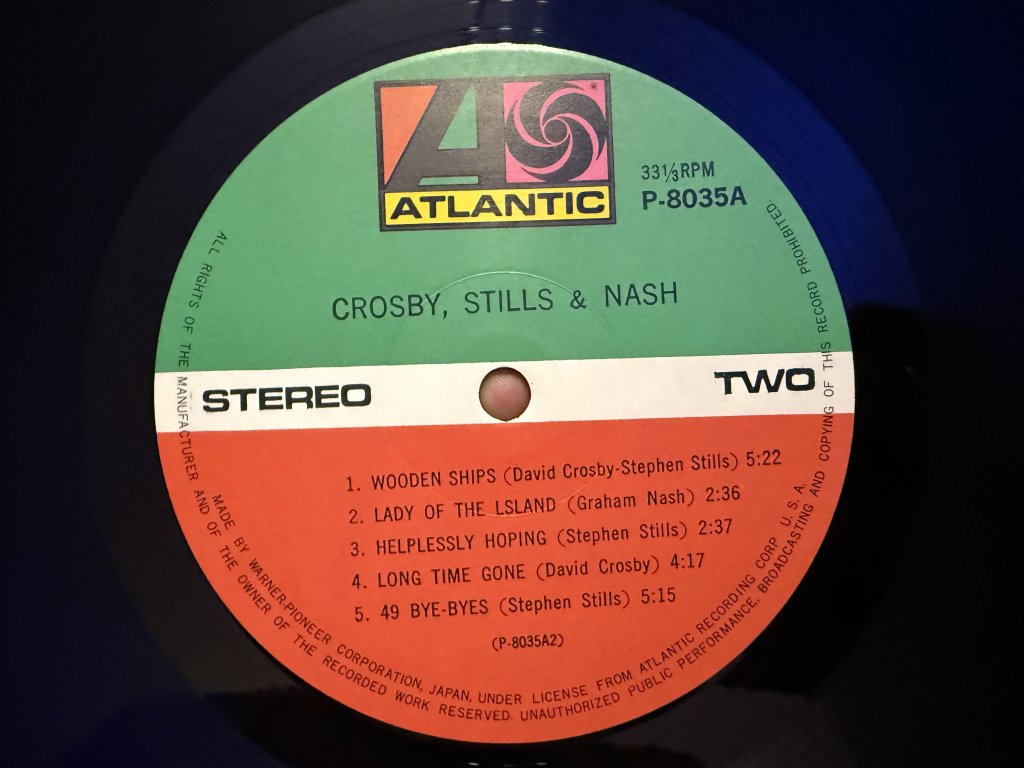 ATLANTIC
33 1/3 RPM
P-8035A
CROSBY, STILLS & NASH
STEREO
TWO
1. WOODEN SHIPS (David Crosby-Stephen Stills) 5:22
2. LADY OF THE LSLAND (Graham Nash) 2:36
3. HELPLESSLY HOPING (Stephen Stills) 2:37
4. LONG TIME GONE (David Crosby) 4:17
5. 49 BYE-BYES (Stephen Stills) 5:15
(P-8035A2)
MADE BY WARNER-PIONEER CORPORATION, JAPAN, UNDER LICENSE FROM ATLANTIC RECORDING CORP. U. S. A.
ALL RIGHTS OF THE MANUFACTURER AND OF THE OWNER OF THE RECORDED WORK RESERVED. UNAUTHORIZED PUBLIC PERFORMANCE, BROADCASTING AND COPYING OF THIS RECORD PROHIBITED.